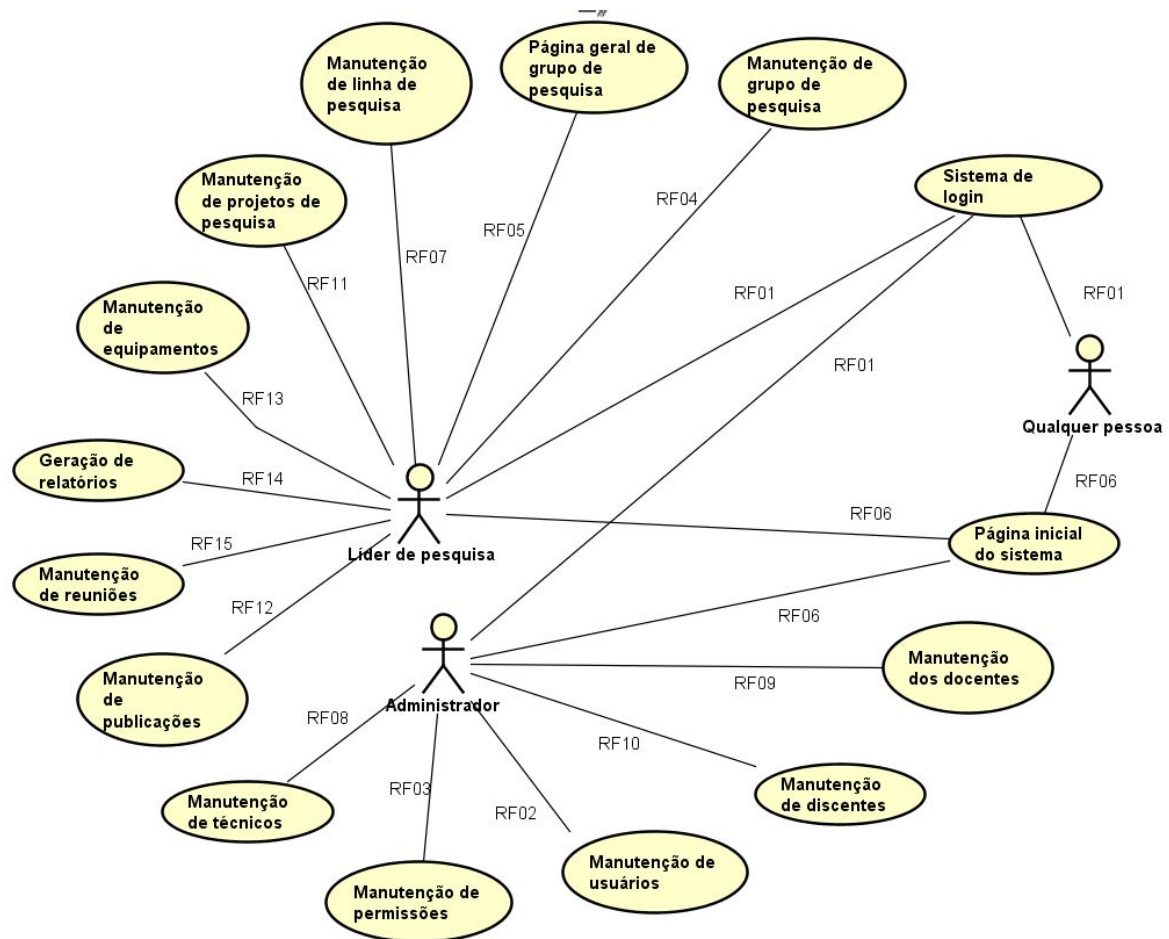 Manutenção
de linha de
pesquisa
Página geral de
grupo de
pesquisa
Manutenção de
grupo de
pesquisa
Manutenção
de projetos de
pesquisa
Sistema de
login
RF04
RF05
RF07
RF11
RF01
RF01
Manutenção
de
equipamentos
RF01
RF13
Qualquer pessoa
Geração de
relatórios
RF14
RF06
RF06
RF15
Líder de pesquisa
Página inicial
do sistema
Manutenção
de reuniões
RF12
RF06
Manutenção
de
publicações
Administrador
RF09
Manutenção
dos docentes
RF08
RF10
RF03
RF02
Manutenção
de técnicos
Manutenção
de discentes
Manutenção de
usuários
Manutenção de
permissões